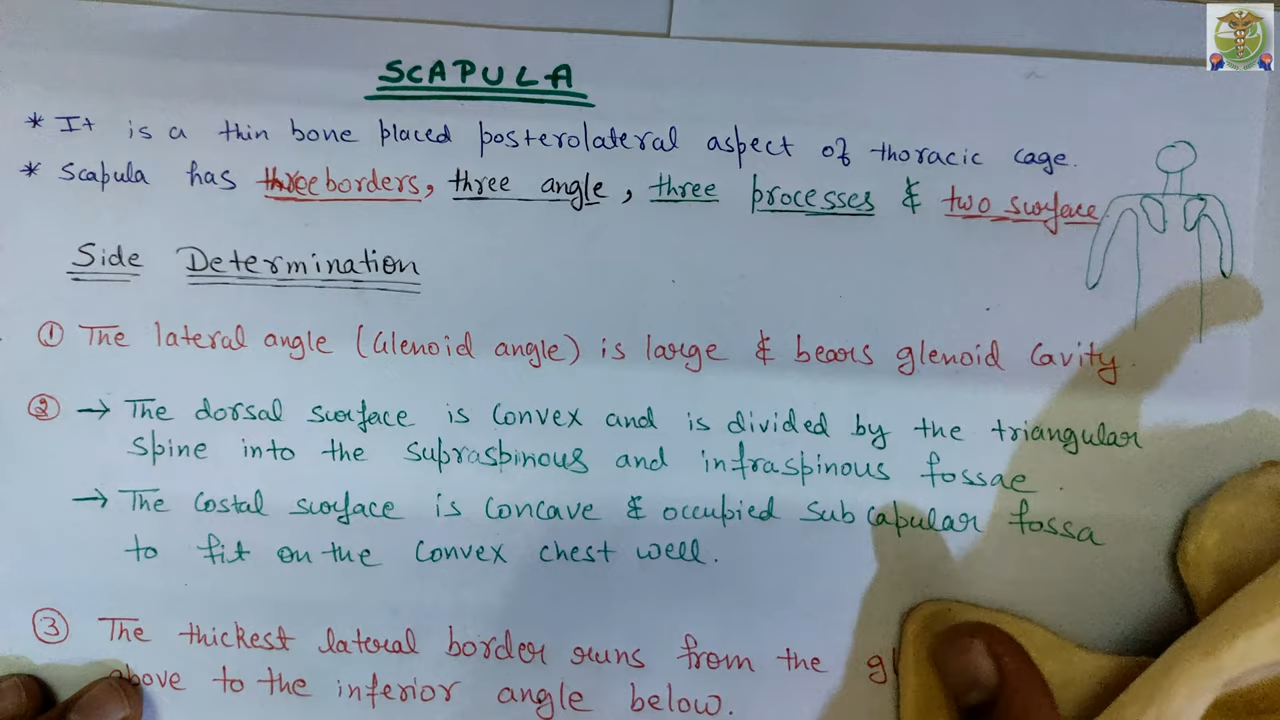 SCAPULA
* It is a thin bone placed posterolateral aspect of thoracic cage.
* Scapula has three borders, three angle, three processes & two surface
Side Determination
① The lateral angle (Glenoid angle) is large & bears glenoid cavity.
② → The dorsal surface is convex and is divided by the triangular
spine into the supraspinous and infraspinous fossae.
→ The costal surface is concave & occupied subcapular fossa
to fit on the convex chest well.
③ The thickest lateral border runs from the gl
above to the inferior angle below.